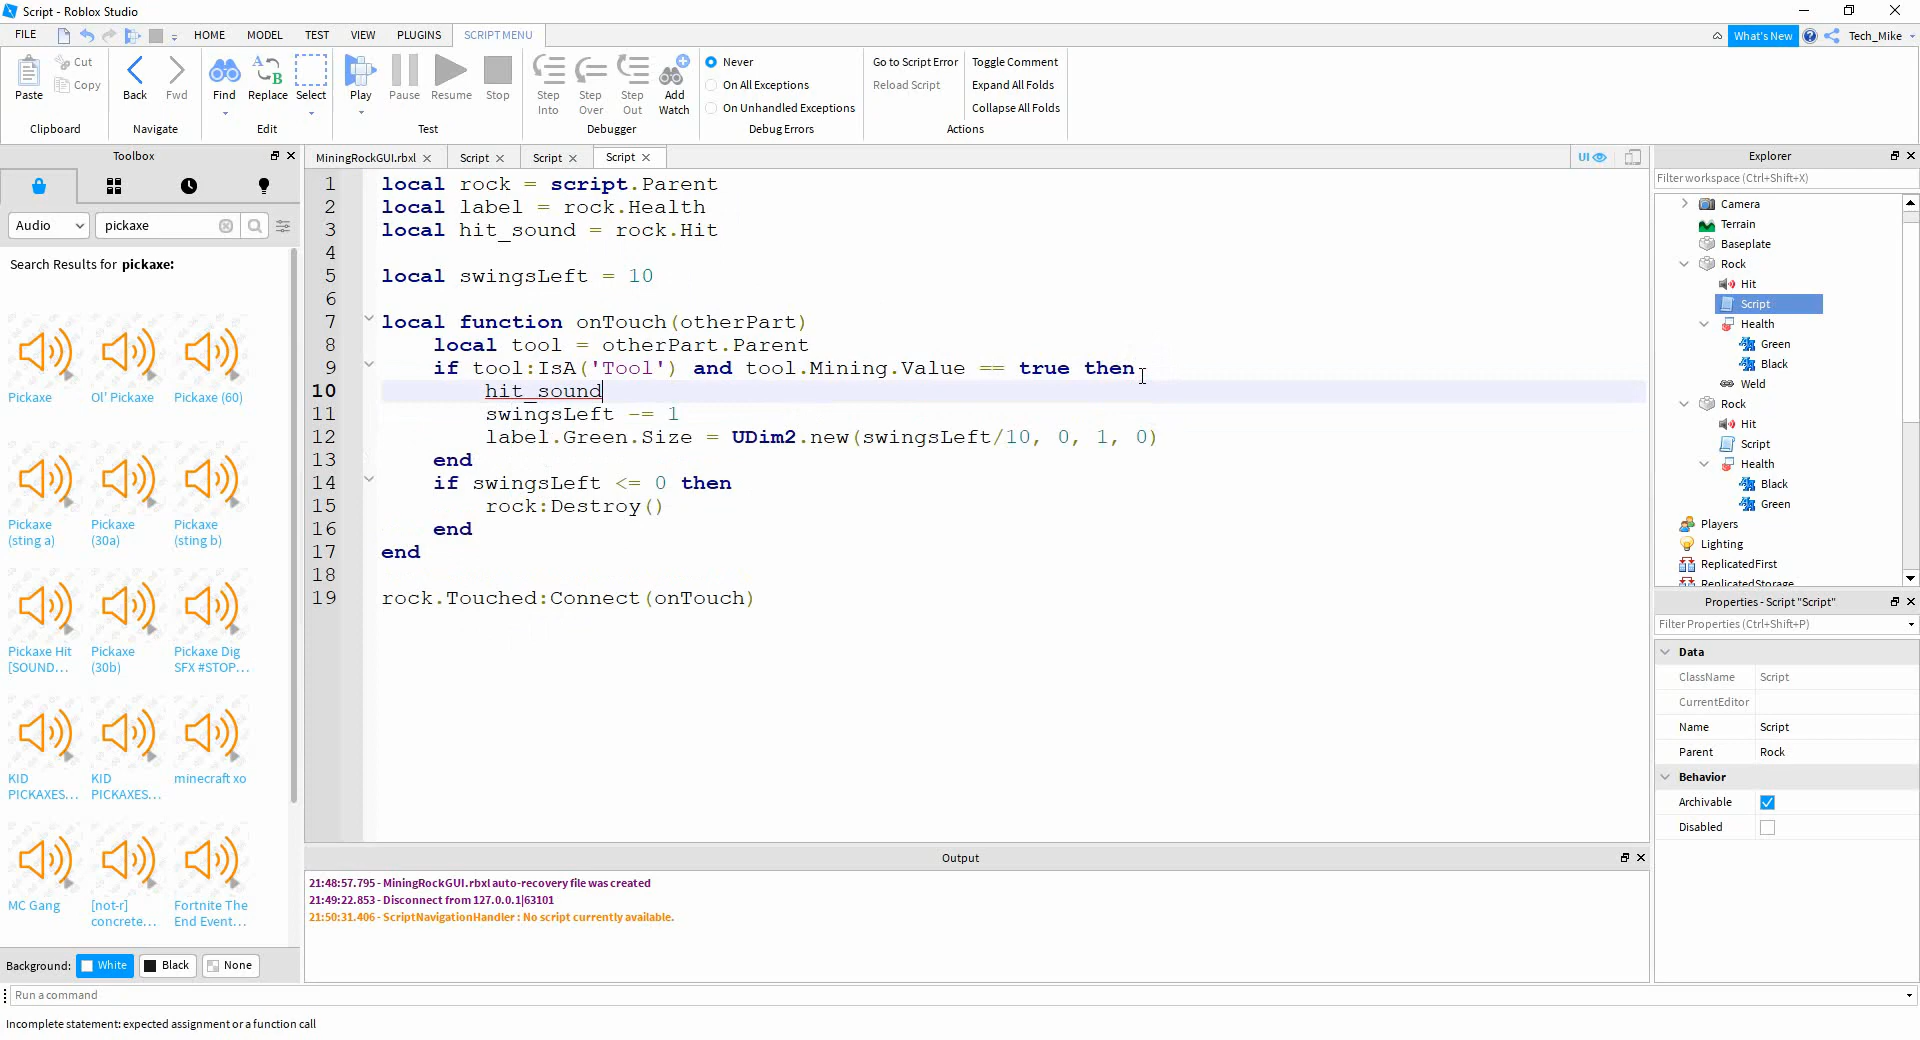 Script - Roblox Studio
FILE
HOME
MODEL
TEST
VIEW
PLUGINS
SCRIPT MENU
What's New
Tech_Mike
Paste
Cut
Copy
Clipboard
Back
Fwd
Navigate
Find
Replace
Select
Edit
Play
Pause
Resume
Stop
Test
Step Into
Step Over
Step Out
Add Watch
Debugger
Never
On All Exceptions
On Unhandled Exceptions
Debug Errors
Go to Script Error
Reload Script
Toggle Comment
Expand All Folds
Collapse All Folds
Actions
Toolbox
Audio
pickaxe
Search Results for pickaxe:
Pickaxe
Ol' Pickaxe
Pickaxe (60)
Pickaxe (sting a)
Pickaxe (30a)
Pickaxe (sting b)
Pickaxe Hit [SOUND...
Pickaxe (30b)
Pickaxe Dig SFX #STOP...
KID PICKAXES...
KID PICKAXES...
minecraft xo
MC Gang
[not-r] concrete...
Fortnite The End Event...
Background:
White
Black
None
MiningRockGUI.rbxl
Script
Script
Script
UI
1 local rock = script.Parent
2 local label = rock.Health
3 local hit_sound = rock.Hit
4
5 local swingsLeft = 10
6
7 local function onTouch(otherPart)
8 local tool = otherPart.Parent
9 if tool:IsA('Tool') and tool.Mining.Value == true then
10 hit_sound
11 swingsLeft -= 1
12 label.Green.Size = UDim2.new(swingsLeft/10, 0, 1, 0)
13 end
14 if swingsLeft <= 0 then
15 rock:Destroy()
16 end
17 end
18
19 rock.Touched:Connect(onTouch)
Output
21:48:57.795 - MiningRockGUI.rbxl auto-recovery file was created
21:49:22.853 - Disconnect from 127.0.0.1|63101
21:50:31.406 - ScriptNavigationHandler : No script currently available.
Explorer
Filter workspace (Ctrl+Shift+X)
Camera
Terrain
Baseplate
Rock
Hit
Script
Health
Green
Black
Weld
Rock
Hit
Script
Health
Black
Green
Players
Lighting
ReplicatedFirst
ReplicatedStorage
Properties - Script "Script"
Filter Properties (Ctrl+Shift+P)
Data
ClassName Script
CurrentEditor
Name Script
Parent Rock
Behavior
Archivable
Disabled
Run a command
Incomplete statement: expected assignment or a function call